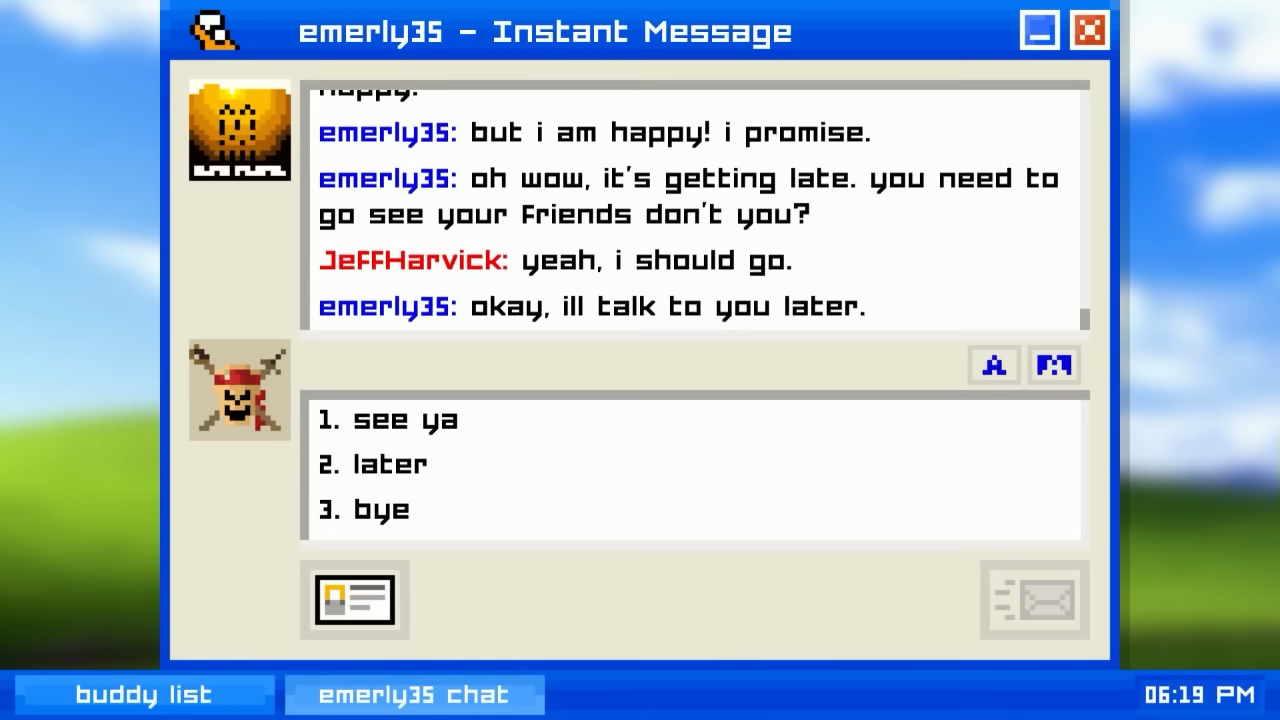 emerly35 - Instant Message
happy.
emerly35: but i am happy! i promise.
emerly35: oh wow, it's getting late. you need to
go see your friends don't you?
JeffHarvick: yeah, i should go.
emerly35: okay, ill talk to you later.
A
1. see ya
2. later
3. bye
buddy list
emerly35 chat
06:19 PM